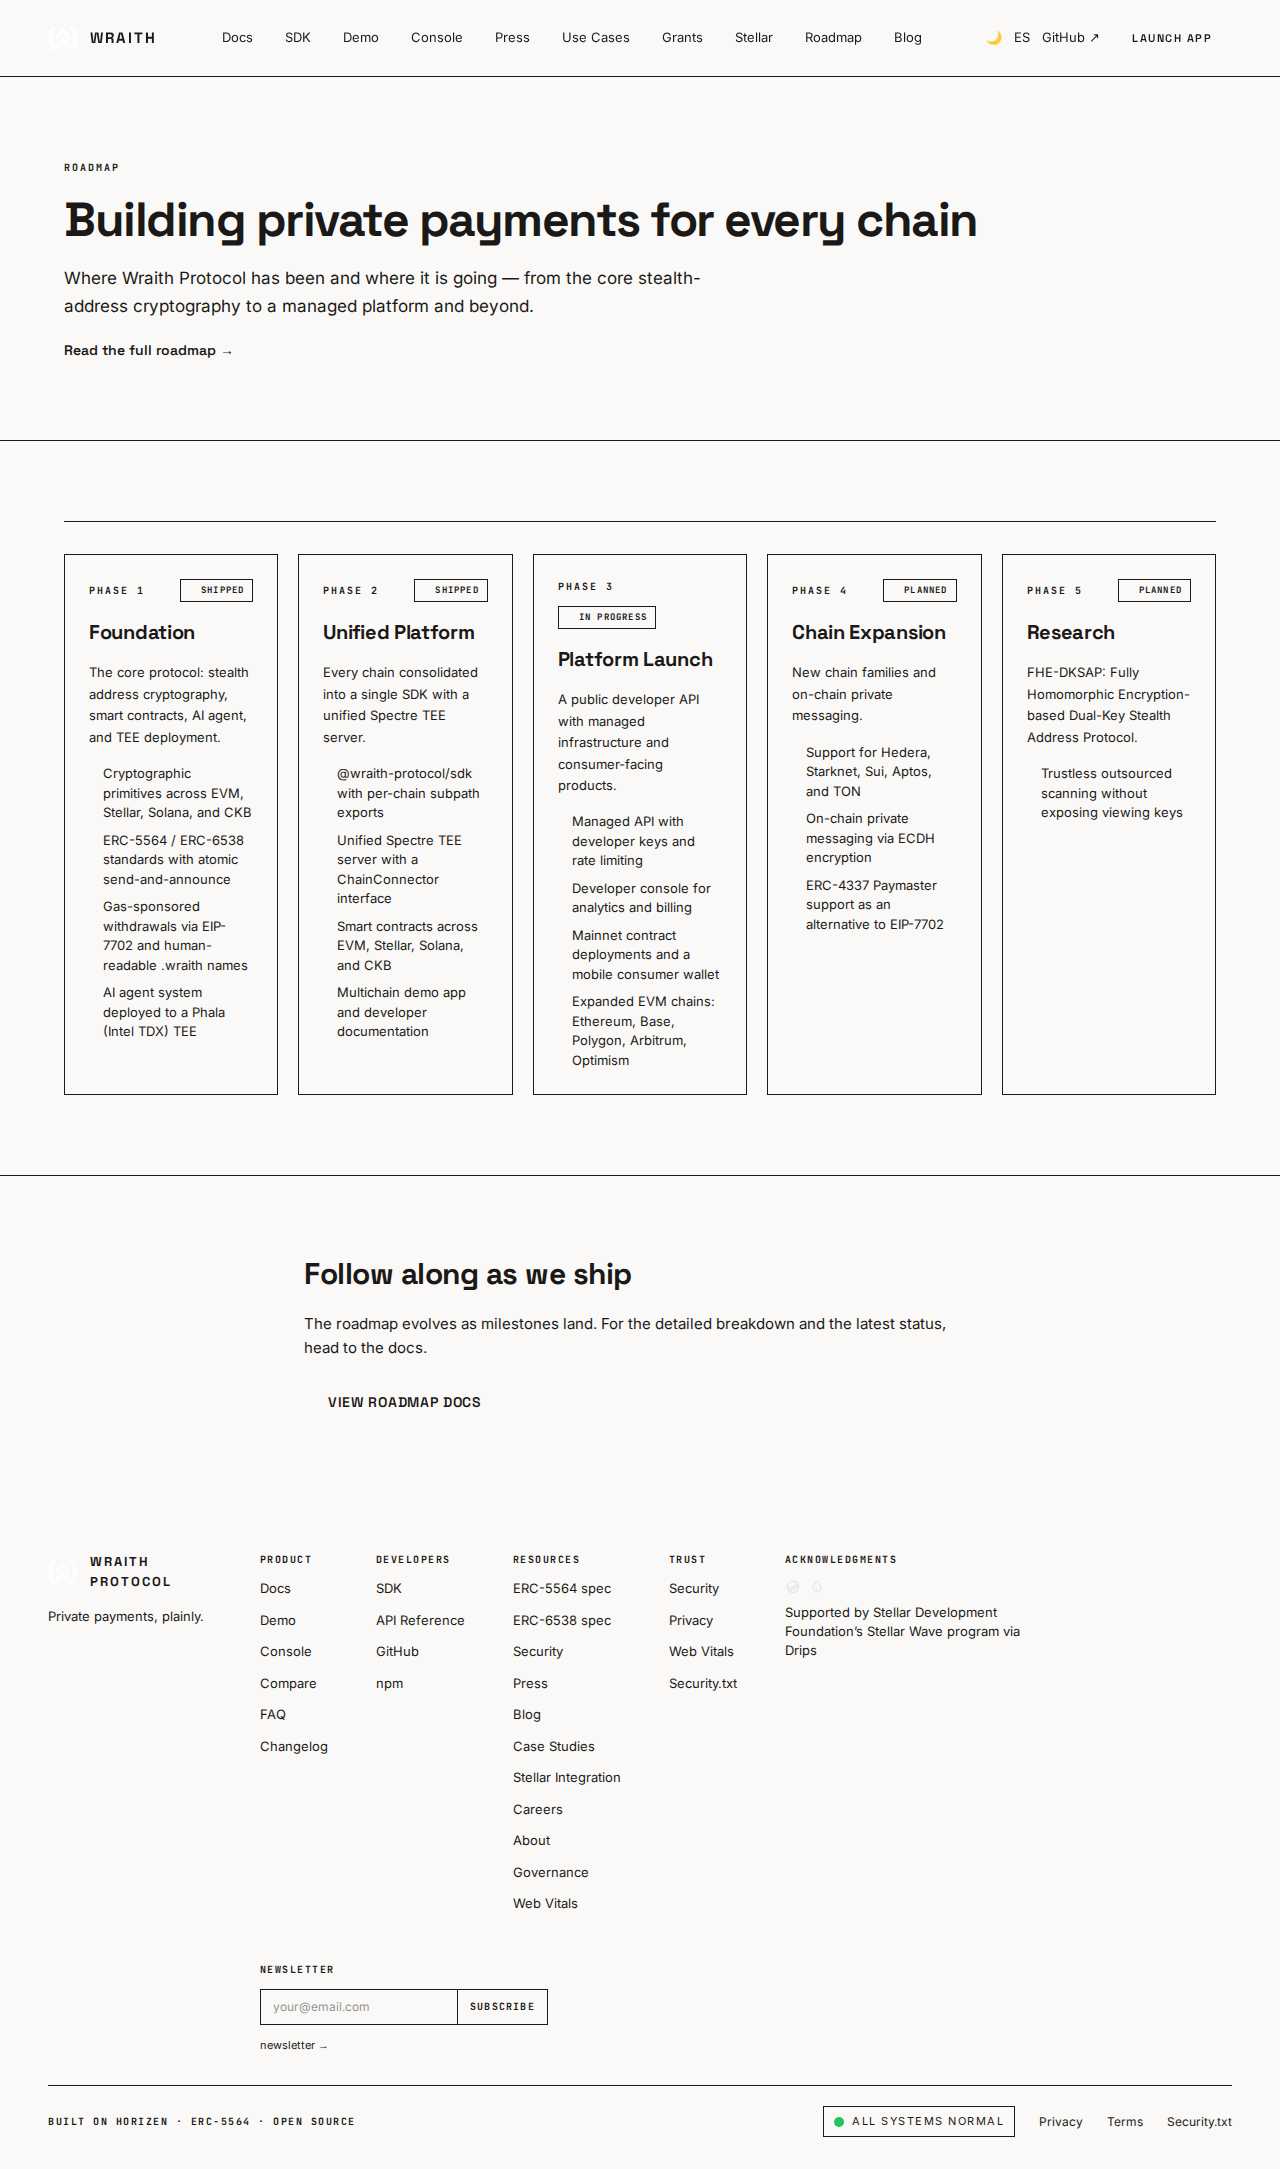 WRAITH
Docs
SDK
Demo
Console
Press
Use Cases
Grants
Stellar
Roadmap
Blog
ES
GitHub ↗
LAUNCH APP
ROADMAP
Building private payments for every chain
Where Wraith Protocol has been and where it is going — from the core stealth-
address cryptography to a managed platform and beyond.
Read the full roadmap →
PHASE 1
SHIPPED
Foundation
The core protocol: stealth
address cryptography,
smart contracts, AI agent,
and TEE deployment.
Cryptographic
primitives across EVM,
Stellar, Solana, and CKB
ERC-5564 / ERC-6538
standards with atomic
send-and-announce
Gas-sponsored
withdrawals via EIP-
7702 and human-
readable .wraith names
AI agent system
deployed to a Phala
(Intel TDX) TEE
PHASE 2
SHIPPED
Unified Platform
Every chain consolidated
into a single SDK with a
unified Spectre TEE
server.
@wraith-protocol/sdk
with per-chain subpath
exports
Unified Spectre TEE
server with a
ChainConnector
interface
Smart contracts across
EVM, Stellar, Solana,
and CKB
Multichain demo app
and developer
documentation
PHASE 3
IN PROGRESS
Platform Launch
A public developer API
with managed
infrastructure and
consumer-facing
products.
Managed API with
developer keys and
rate limiting
Developer console for
analytics and billing
Mainnet contract
deployments and a
mobile consumer wallet
Expanded EVM chains:
Ethereum, Base,
Polygon, Arbitrum,
Optimism
PHASE 4
PLANNED
Chain Expansion
New chain families and
on-chain private
messaging.
Support for Hedera,
Starknet, Sui, Aptos,
and TON
On-chain private
messaging via ECDH
encryption
ERC-4337 Paymaster
support as an
alternative to EIP-7702
PHASE 5
PLANNED
Research
FHE-DKSAP: Fully
Homomorphic Encryption-
based Dual-Key Stealth
Address Protocol.
Trustless outsourced
scanning without
exposing viewing keys
Follow along as we ship
The roadmap evolves as milestones land. For the detailed breakdown and the latest status,
head to the docs.
VIEW ROADMAP DOCS
WRAITH
PROTOCOL
Private payments, plainly.
PRODUCT
Docs
Demo
Console
Compare
FAQ
Changelog
DEVELOPERS
SDK
API Reference
GitHub
npm
RESOURCES
ERC-5564 spec
ERC-6538 spec
Security
Press
Blog
Case Studies
Stellar Integration
Careers
About
Governance
Web Vitals
TRUST
Security
Privacy
Web Vitals
Security.txt
ACKNOWLEDGMENTS
Supported by Stellar Development
Foundation’s Stellar Wave program via
Drips
NEWSLETTER
your@email.com
SUBSCRIBE
newsletter →
BUILT ON HORIZEN · ERC-5564 · OPEN SOURCE
ALL SYSTEMS NORMAL
Privacy
Terms
Security.txt